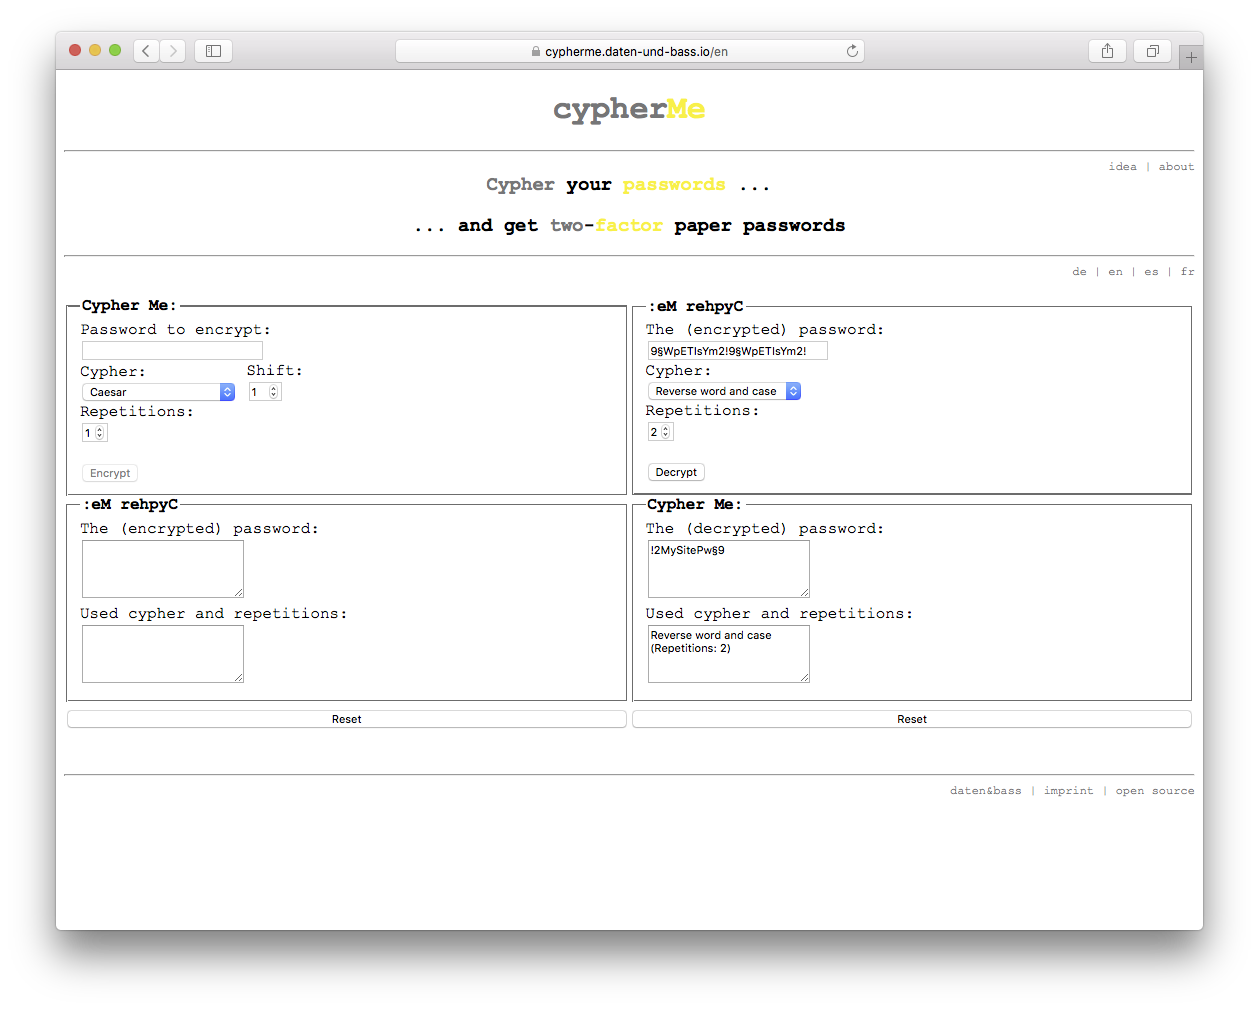 cypherme.daten-und-bass.io/en
cypherMe
idea | about
Cypher your passwords ...
... and get two-factor paper passwords
de | en | es | fr
Cypher Me:
Password to encrypt:
Cypher:
Shift:
Caesar
1
Repetitions:
1
Encrypt
:eM rehpyC
The (encrypted) password:
9§WpETIsYm2!9§WpETIsYm2!
Cypher:
Reverse word and case
Repetitions:
2
Decrypt
:eM rehpyC
The (encrypted) password:
Used cypher and repetitions:
Reset
Cypher Me:
The (decrypted) password:
!2MySitePw§9
Used cypher and repetitions:
Reverse word and case
(Repetitions: 2)
Reset
daten&bass | imprint | open source